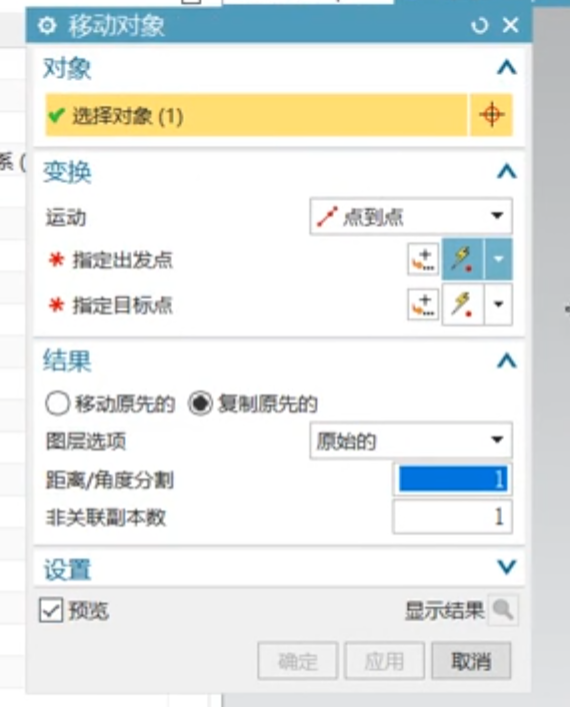 移动对象
对象
选择对象 (1)
系 (
变换
运动 点到点
* 指定出发点
* 指定目标点
结果
移动原先的 复制原先的
图层选项 原始的
距离/角度分割 1
非关联副本数 1
设置
预览 显示结果
确定 应用 取消